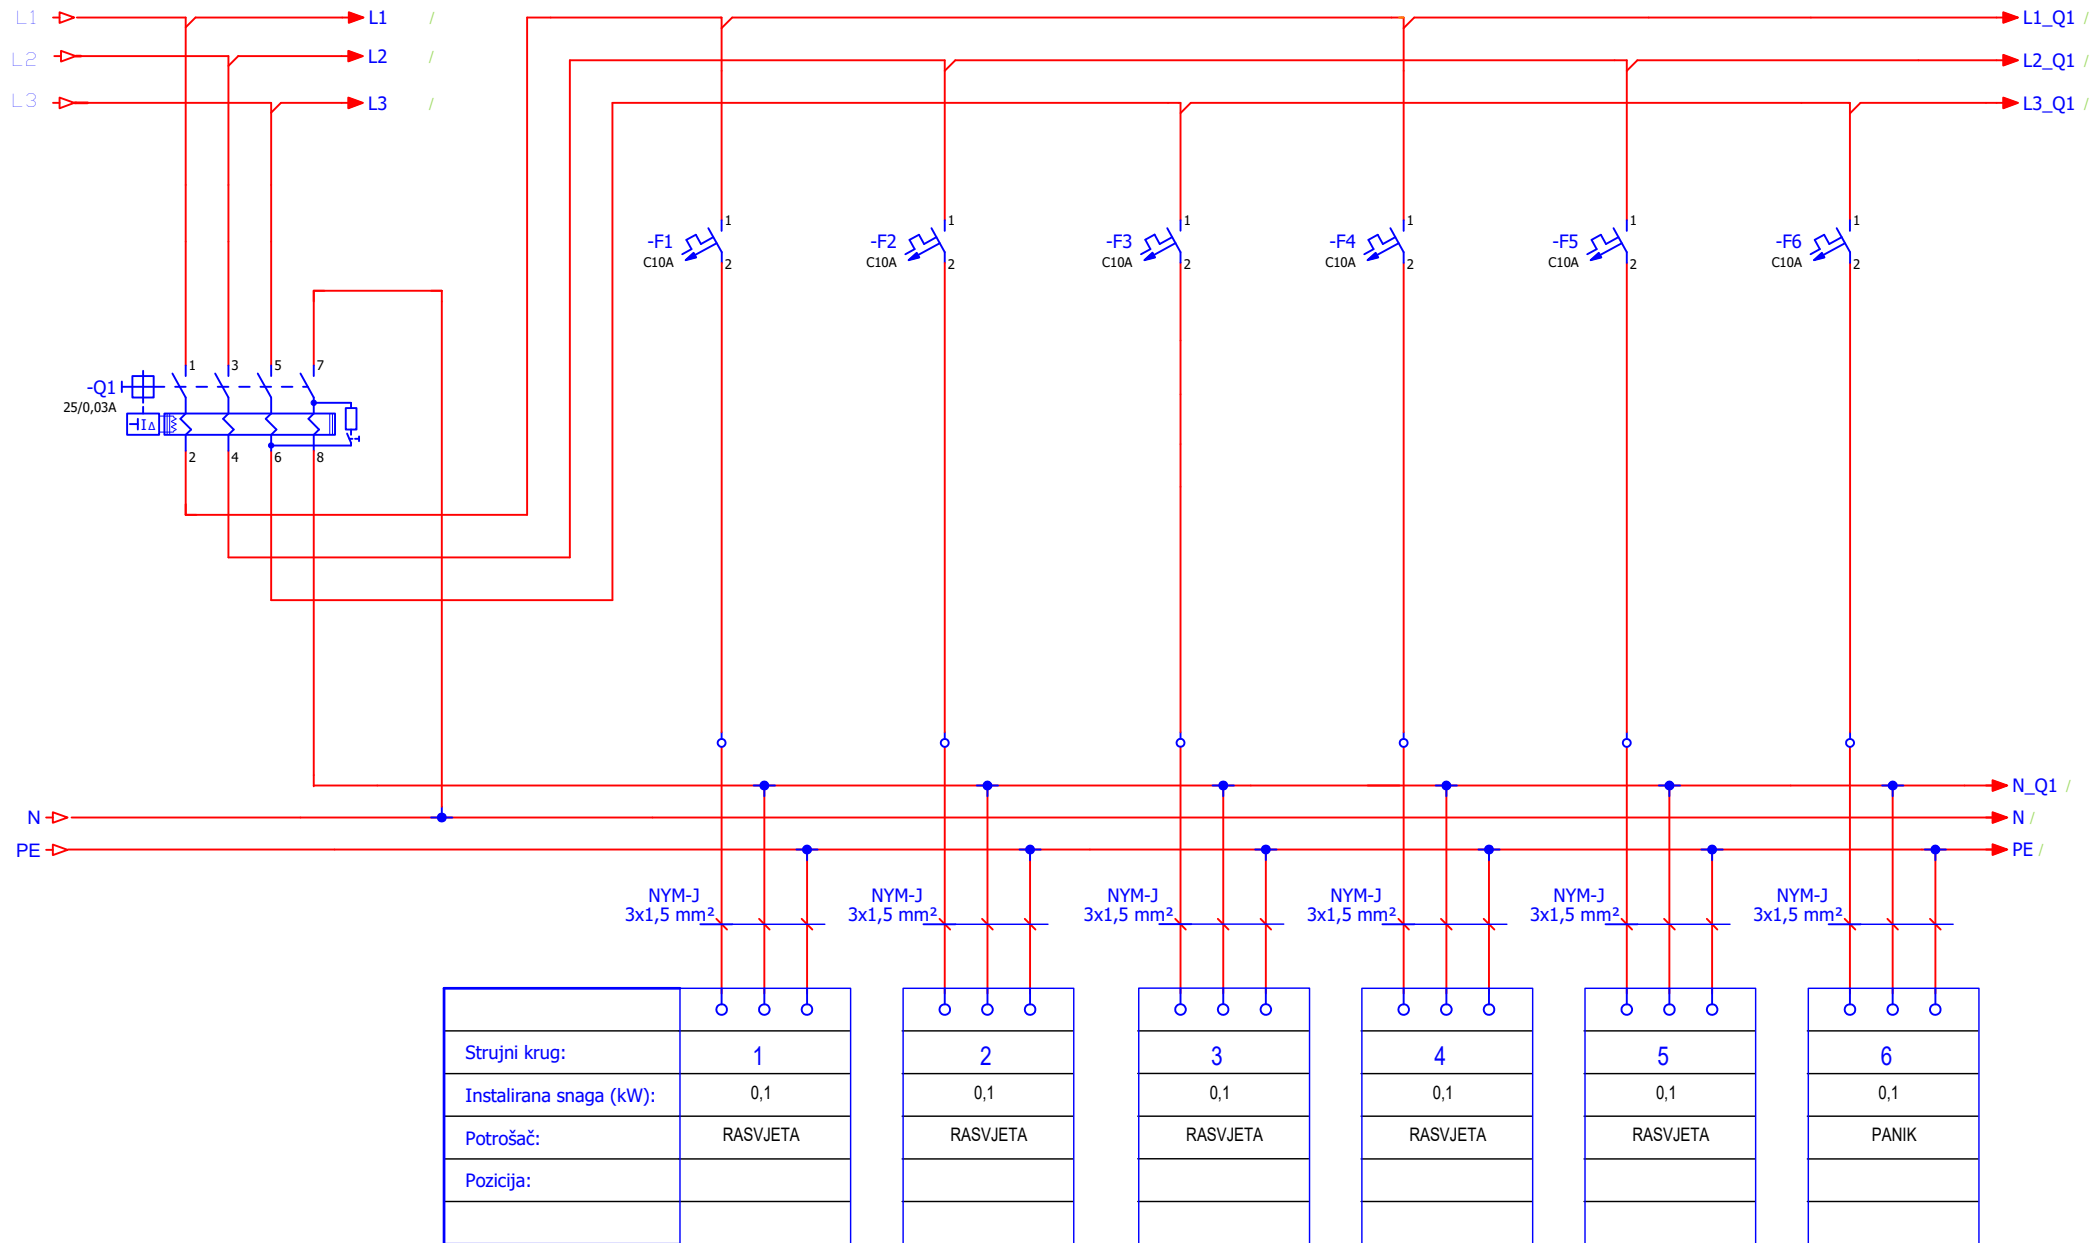 L1 L1 / L1_Q1 /
L2 L2 / L2_Q1 /
L3 L3 / L3_Q1 /
1 1 1 1 1 1
-F1 -F2 -F3 -F4 -F5 -F6
C10A C10A C10A C10A C10A C10A
2 2 2 2 2 2
1 3 5 7
-Q1
25/0,03A
I∆
2 4 6 8
N_Q1 /
N N /
PE PE /
NYM-J NYM-J NYM-J NYM-J NYM-J NYM-J
3x1,5 mm² 3x1,5 mm² 3x1,5 mm² 3x1,5 mm² 3x1,5 mm² 3x1,5 mm²
Strujni krug: 1 2 3 4 5 6
Instalirana snaga (kW): 0,1 0,1 0,1 0,1 0,1 0,1
Potrošač: RASVJETA RASVJETA RASVJETA RASVJETA RASVJETA PANIK
Pozicija: